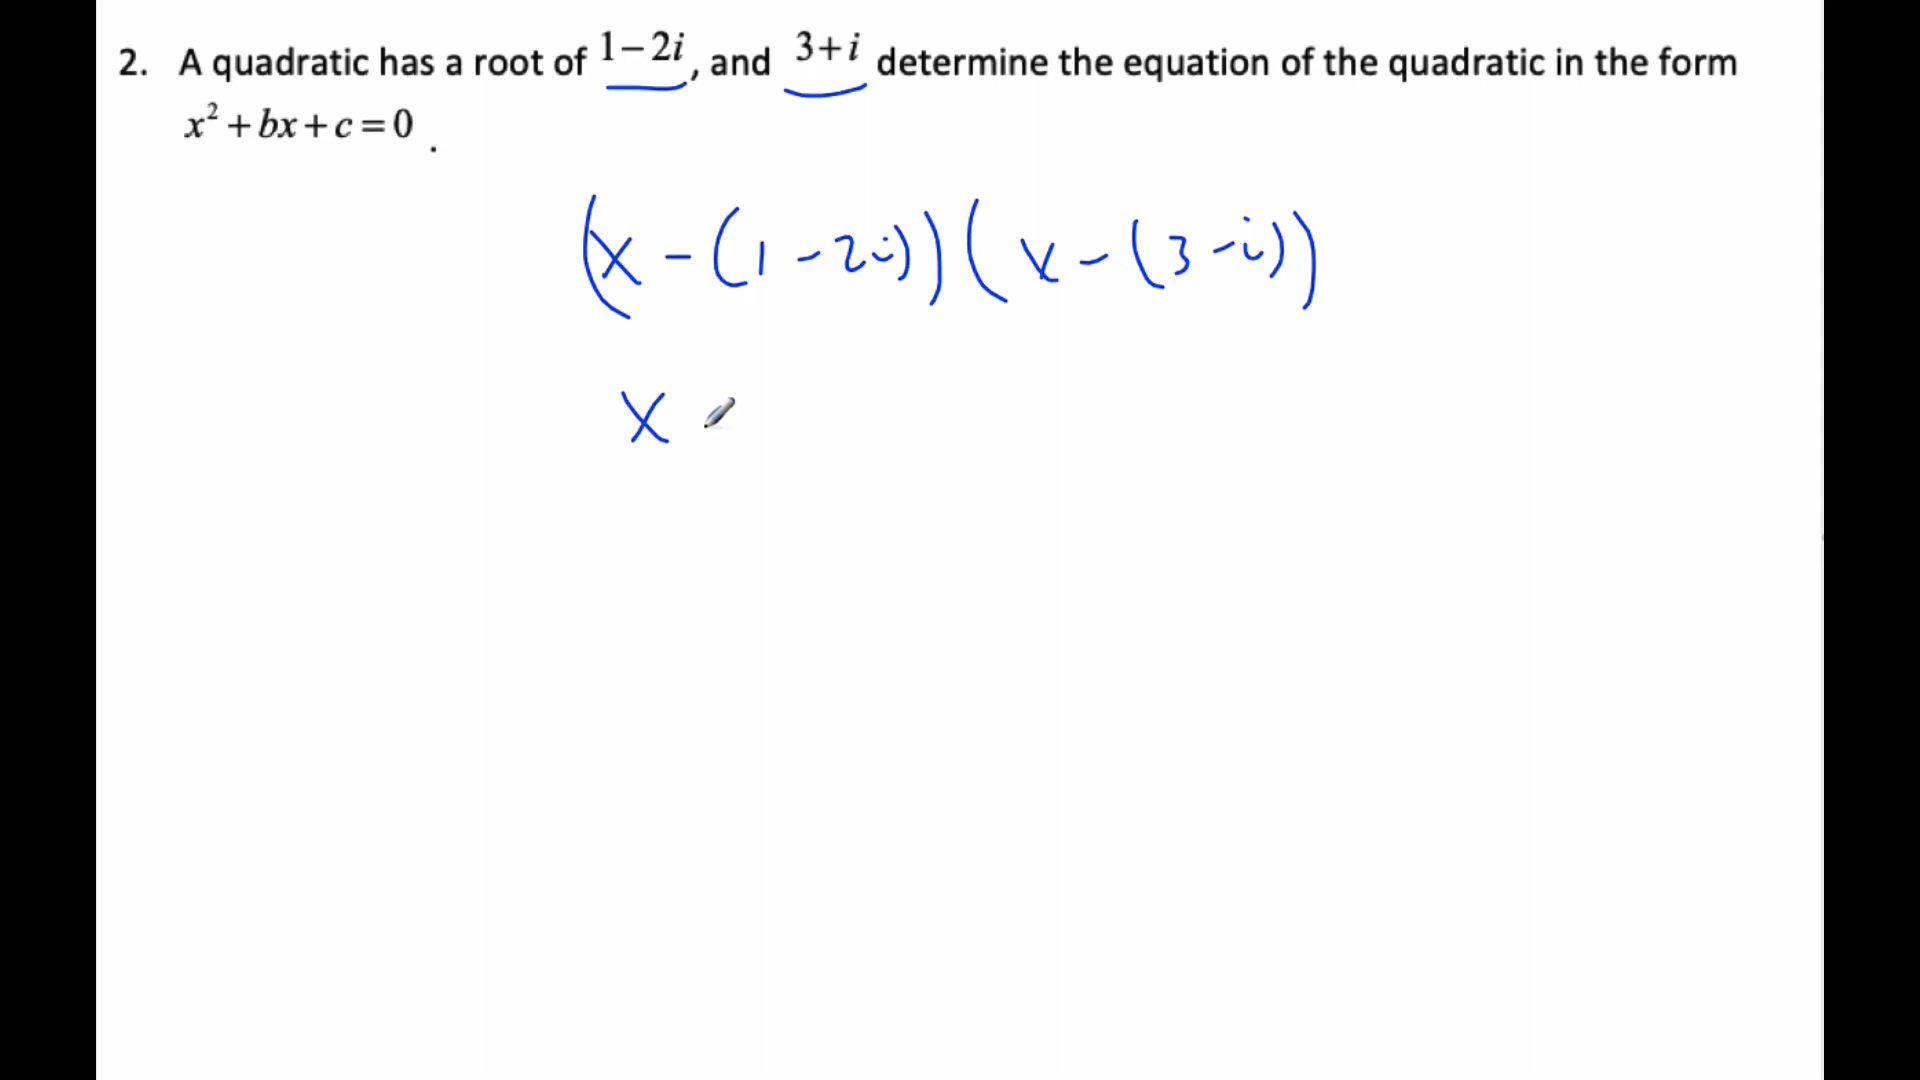 2. A quadratic has a root of 1−2i, and 3+i determine the equation of the quadratic in the form
x² + bx + c = 0 .
(x - (1 - 2i))(x - (3 - i))
x